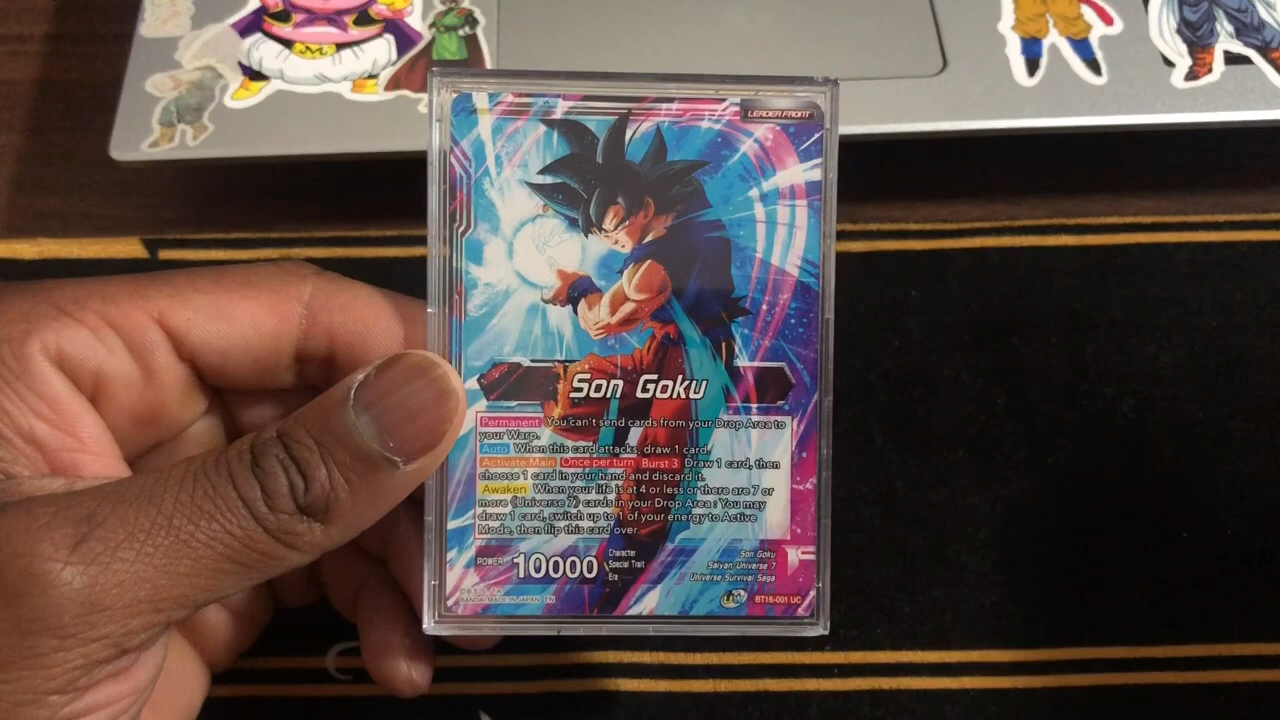 LEADER FRONT
Son Goku
Permanent You can't send cards from your Drop Area to
your Warp.
Auto When this card attacks, draw 1 card.
Activate Main Once per turn Burst 3 Draw 1 card, then
choose 1 card in your hand and discard it.
Awaken When your life is at 4 or less or there are 7 or
more 《Universe 7》 cards in your Drop Area : You may
draw 1 card, switch up to 1 of your energy to Active
Mode, then flip this card over.
POWER 10000
Character Son Goku
Special Trait Saiyan Universe 7
Era Universe Survival Saga
BANDAI MADE IN JAPAN EN
UW
BT16-001 UC
M